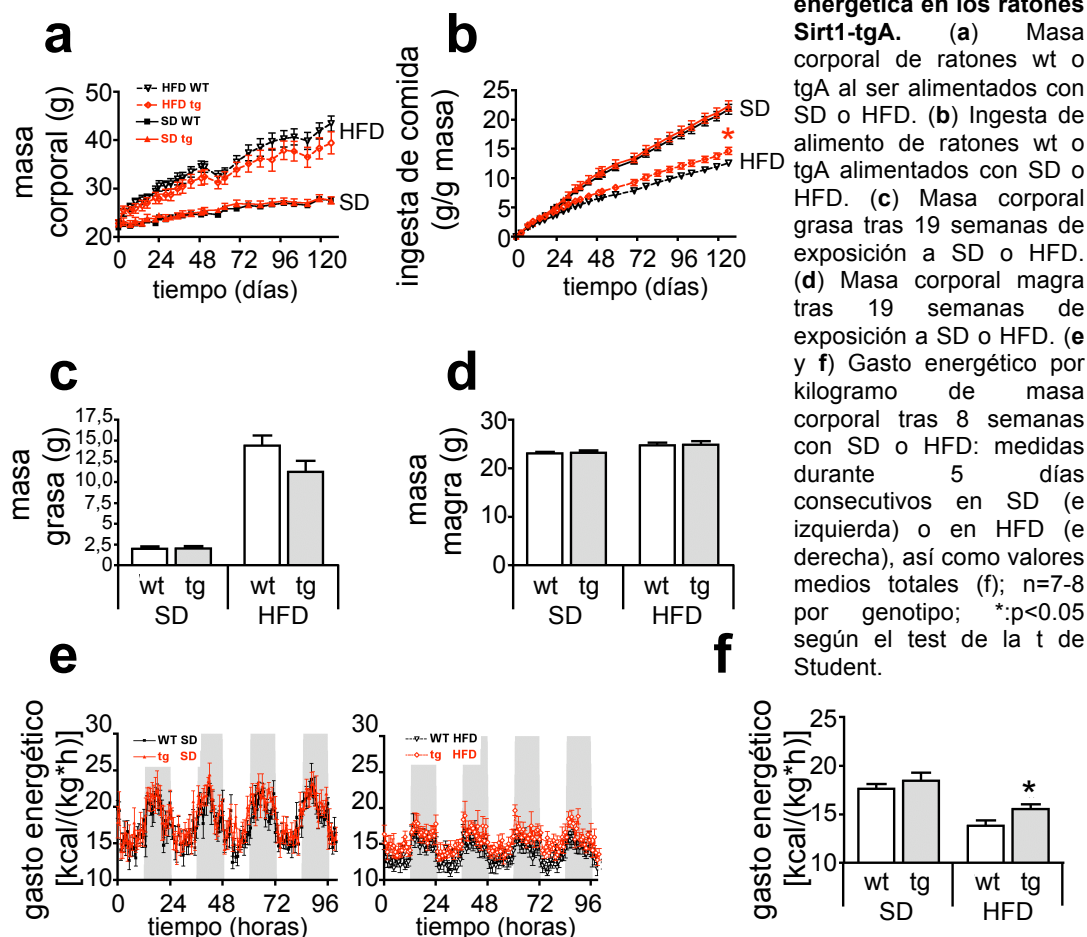 energética en los ratones
Sirt1-tgA. (a) Masa
corporal de ratones wt o
tgA al ser alimentados con
SD o HFD. (b) Ingesta de
alimento de ratones wt o
tgA alimentados con SD o
HFD. (c) Masa corporal
grasa tras 19 semanas de
exposición a SD o HFD.
(d) Masa corporal magra
tras 19 semanas de
exposición a SD o HFD. (e
y f) Gasto energético por
kilogramo de masa
corporal tras 8 semanas
con SD o HFD: medidas
durante 5 días
consecutivos en SD (e
izquierda) o en HFD (e
derecha), así como valores
medios totales (f); n=7-8
por genotipo; *:p<0.05
según el test de la t de
Student.
a
masa
corporal (g)
50
40
30
20
HFD WT
HFD tg
SD WT
SD tg
HFD
SD
0 24 48 72 96 120
tiempo (días)
b
ingesta de comida
(g/g masa)
25
20
15
10
5
0
SD
*
HFD
0 24 48 72 96 120
tiempo (días)
c
masa
grasa (g)
17,5
15,0
12,5
10,0
7,5
5
2,5
0
wt tg wt tg
SD HFD
d
masa
magra (g)
30
20
10
0
wt tg wt tg
SD HFD
e
gasto energético
[kcal/(kg*h)]
30
25
20
15
10
WT SD
tg SD
0 24 48 72 96
tiempo (horas)
30
25
20
15
10
WT HFD
tg HFD
0 24 48 72 96
tiempo (horas)
f
gasto energético
[kcal/(kg*h)]
25
20
15
10
*
wt tg wt tg
SD HFD